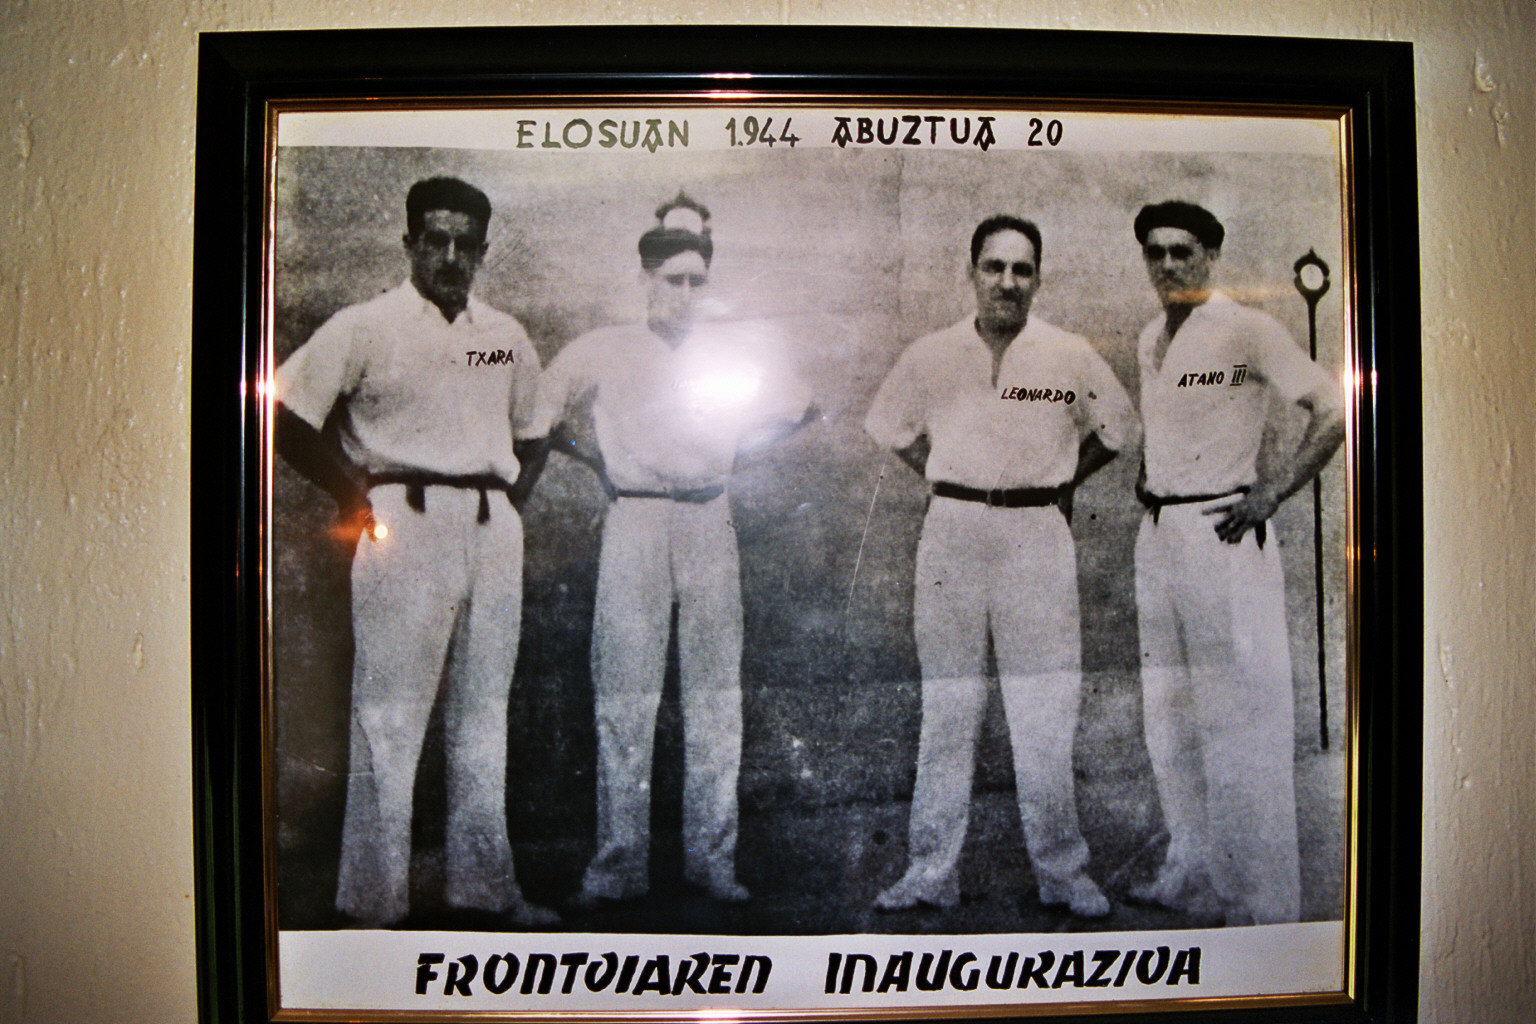 ELOSUAN 1.944 ABUZTUA 20
TXARA
LEONARDO
ATANO III
FRONTOIAREN INAUGURAZIOA